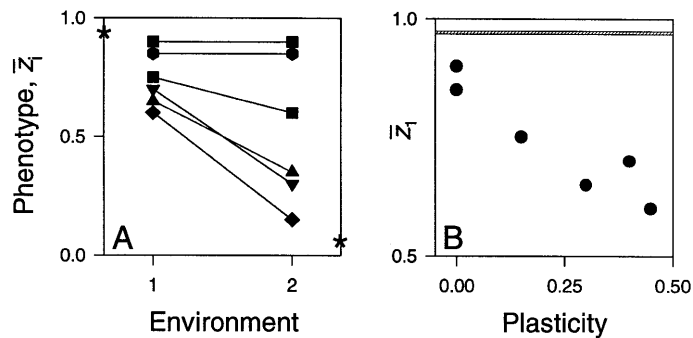 1.0
0.5
0.0
Phenotype, z̄ᵢ
A
*
*
1 2
Environment
1.0
0.5
z̄₁
B
0.00 0.25 0.50
Plasticity